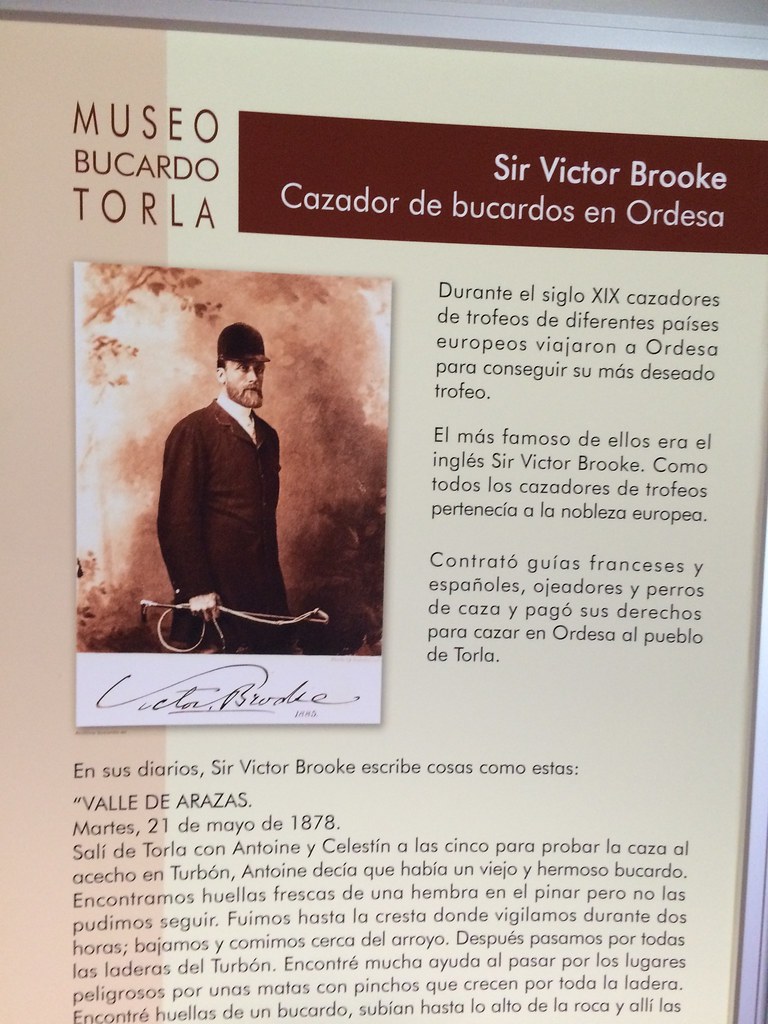 MUSEO
BUCARDO
TORLA
Sir Victor Brooke
Cazador de bucardos en Ordesa
Durante el siglo XIX cazadores
de trofeos de diferentes países
europeos viajaron a Ordesa
para conseguir su más deseado
trofeo.
El más famoso de ellos era el
inglés Sir Victor Brooke. Como
todos los cazadores de trofeos
pertenecía a la nobleza europea.
Contrató guías franceses y
españoles, ojeadores y perros
de caza y pagó sus derechos
para cazar en Ordesa al pueblo
de Torla.
Victor Brooke
1885.
En sus diarios, Sir Victor Brooke escribe cosas como estas:
“VALLE DE ARAZAS.
Martes, 21 de mayo de 1878.
Salí de Torla con Antoine y Celestín a las cinco para probar la caza al
acecho en Turbón, Antoine decía que había un viejo y hermoso bucardo.
Encontramos huellas frescas de una hembra en el pinar pero no las
pudimos seguir. Fuimos hasta la cresta donde vigilamos durante dos
horas; bajamos y comimos cerca del arroyo. Después pasamos por todas
las laderas del Turbón. Encontré mucha ayuda al pasar por los lugares
peligrosos por unas matas con pinchos que crecen por toda la ladera.
Encontré huellas de un bucardo, subían hasta lo alto de la roca y allí las